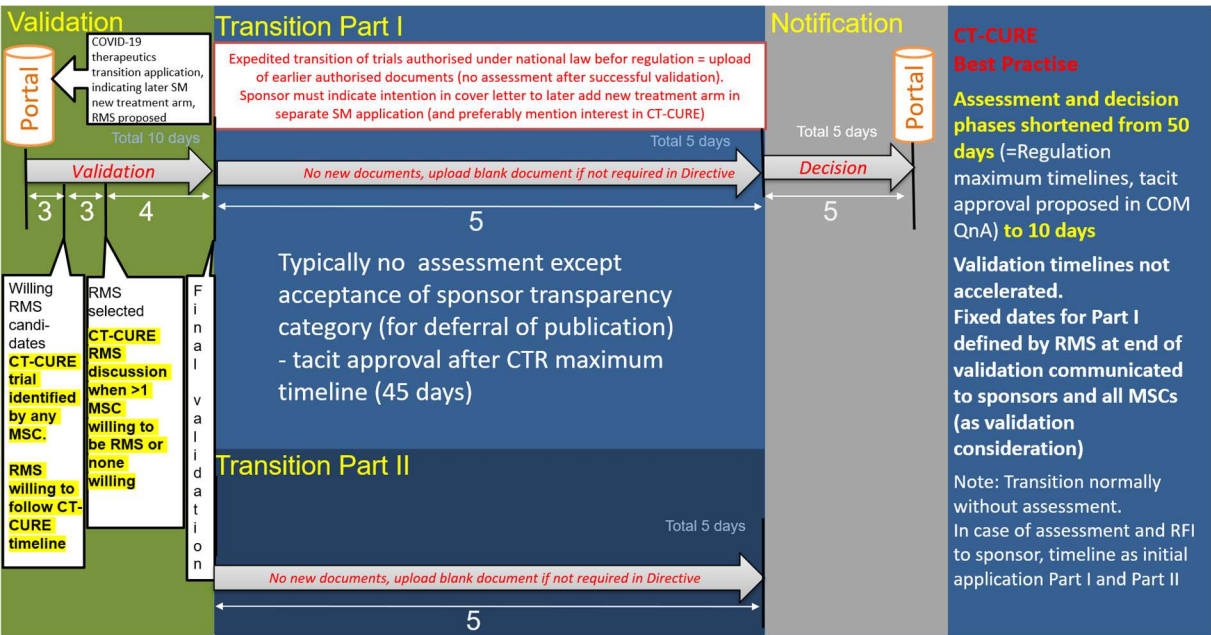 Validation
Portal
COVID-19
therapeutics
transition application,
indicating later SM
new treatment arm,
RMS proposed
Total 10 days
Validation
3
3
4
Willing
RMS
candi-
dates
CT-CURE
trial
identified
by any
MSC.
RMS
willing to
follow CT-
CURE
timeline
RMS
selected
CT-CURE
RMS
discussion
when >1
MSC
willing to
be RMS or
none
willing
Final validation
Transition Part I
Expedited transition of trials authorised under national law befor regulation = upload
of earlier authorised documents (no assessment after successful validation).
Sponsor must indicate intention in cover letter to later add new treatment arm in
separate SM application (and preferably mention interest in CT-CURE)
Total 5 days
No new documents, upload blank document if not required in Directive
5
Typically no assessment except
acceptance of sponsor transparency
category (for deferral of publication)
- tacit approval after CTR maximum
timeline (45 days)
Transition Part II
Total 5 days
No new documents, upload blank document if not required in Directive
5
Notification
Portal
Total 5 days
Decision
5
CT-CURE
Best Practise
Assessment and decision
phases shortened from 50
days (=Regulation
maximum timelines, tacit
approval proposed in COM
QnA) to 10 days
Validation timelines not
accelerated.
Fixed dates for Part I
defined by RMS at end of
validation communicated
to sponsors and all MSCs
(as validation
consideration)
Note: Transition normally
without assessment.
In case of assessment and RFI
to sponsor, timeline as initial
application Part I and Part II